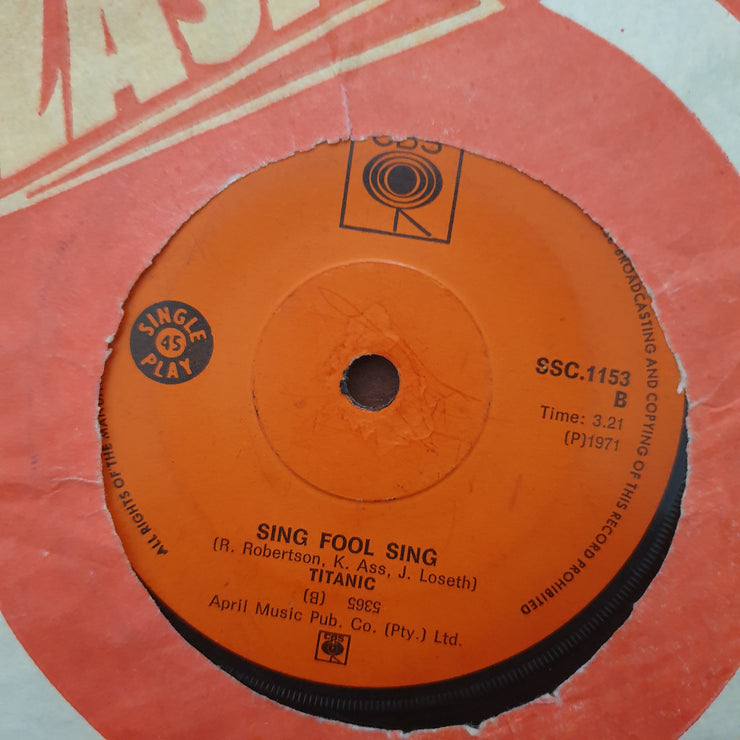 CBS
SINGLE
45
PLAY
SSC.1153
B
Time: 3.21
(P)1971
SING FOOL SING
(R. Robertson, K. Ass, J. Loseth)
TITANIC
5365 (B)
April Music Pub. Co. (Pty.) Ltd.
CBS
ALL RIGHTS OF THE
BROADCASTING AND COPYING OF THIS RECORD PROHIBITED